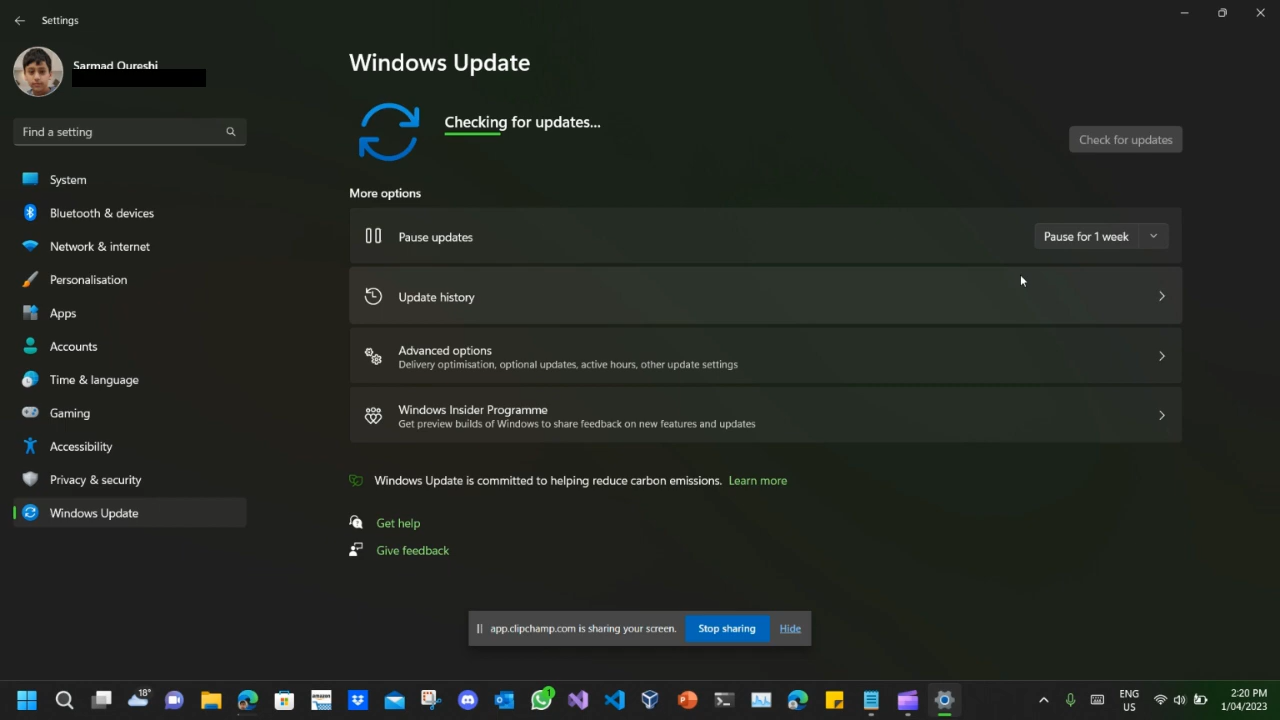 Settings
Sarmad Qureshi
Find a setting
System
Bluetooth & devices
Network & internet
Personalisation
Apps
Accounts
Time & language
Gaming
Accessibility
Privacy & security
Windows Update
Windows Update
Checking for updates...
Check for updates
More options
Pause updates
Pause for 1 week
Update history
Advanced options
Delivery optimisation, optional updates, active hours, other update settings
Windows Insider Programme
Get preview builds of Windows to share feedback on new features and updates
Windows Update is committed to helping reduce carbon emissions. Learn more
Get help
Give feedback
app.clipchamp.com is sharing your screen. Stop sharing Hide
18°
amazon
1
ENG
US
2:20 PM
1/04/2023